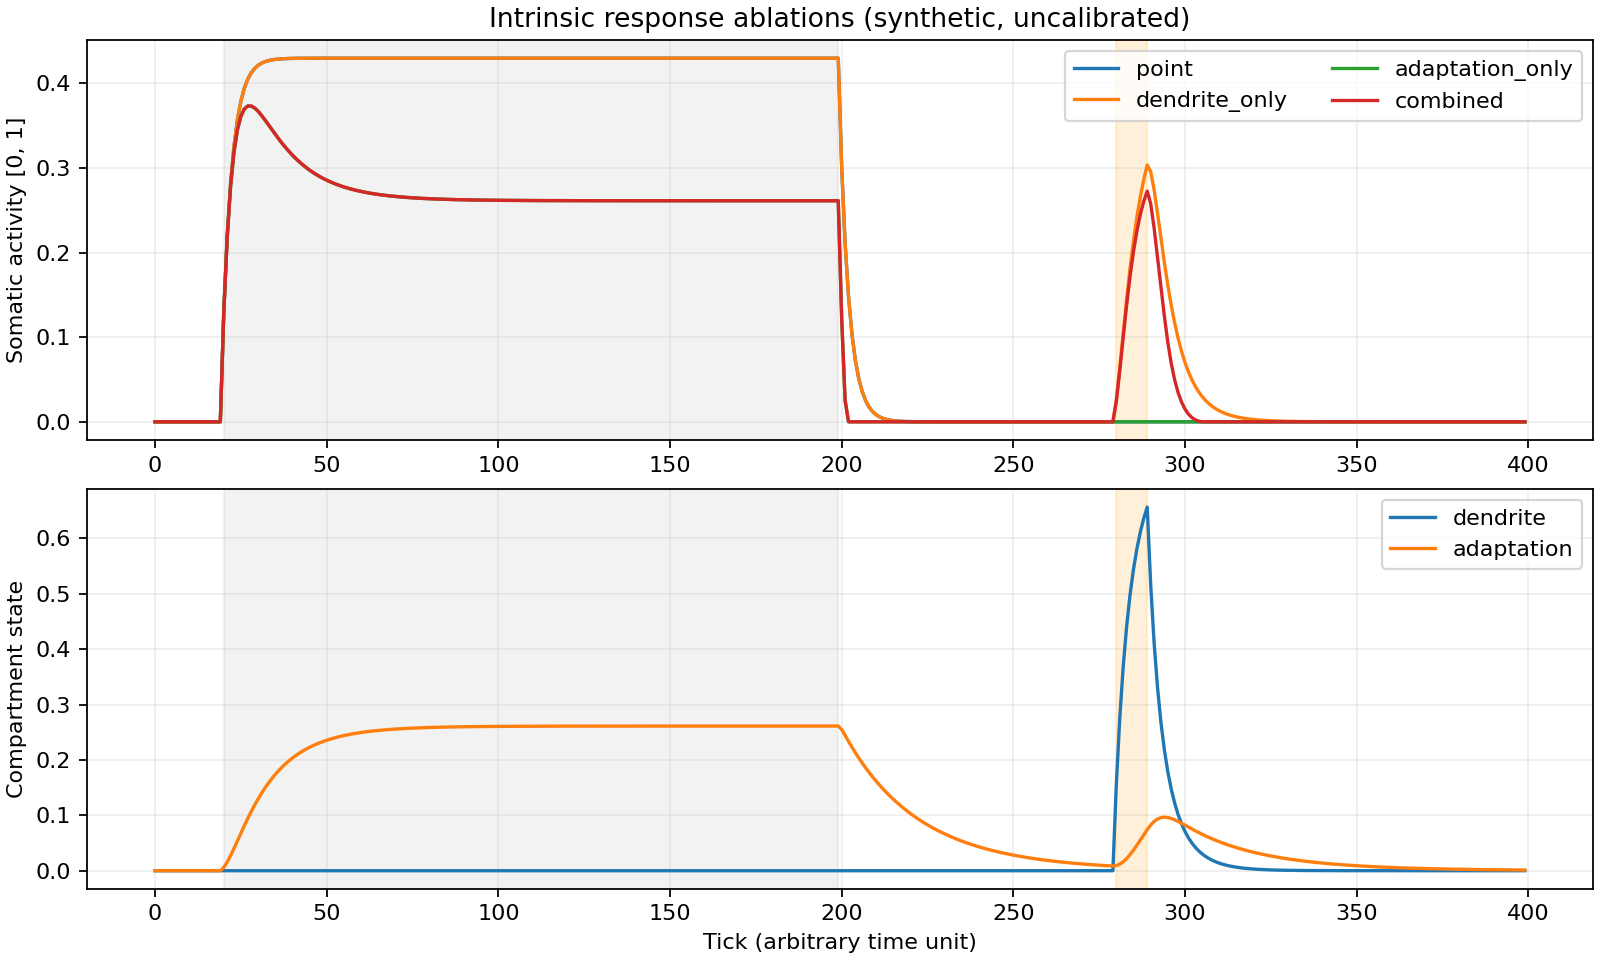 Intrinsic response ablations (synthetic, uncalibrated)
Somatic activity [0, 1]
0.4
0.3
0.2
0.1
0.0
point
dendrite_only
adaptation_only
combined
0 50 100 150 200 250 300 350 400
Compartment state
0.6
0.5
0.4
0.3
0.2
0.1
0.0
dendrite
adaptation
0 50 100 150 200 250 300 350 400
Tick (arbitrary time unit)